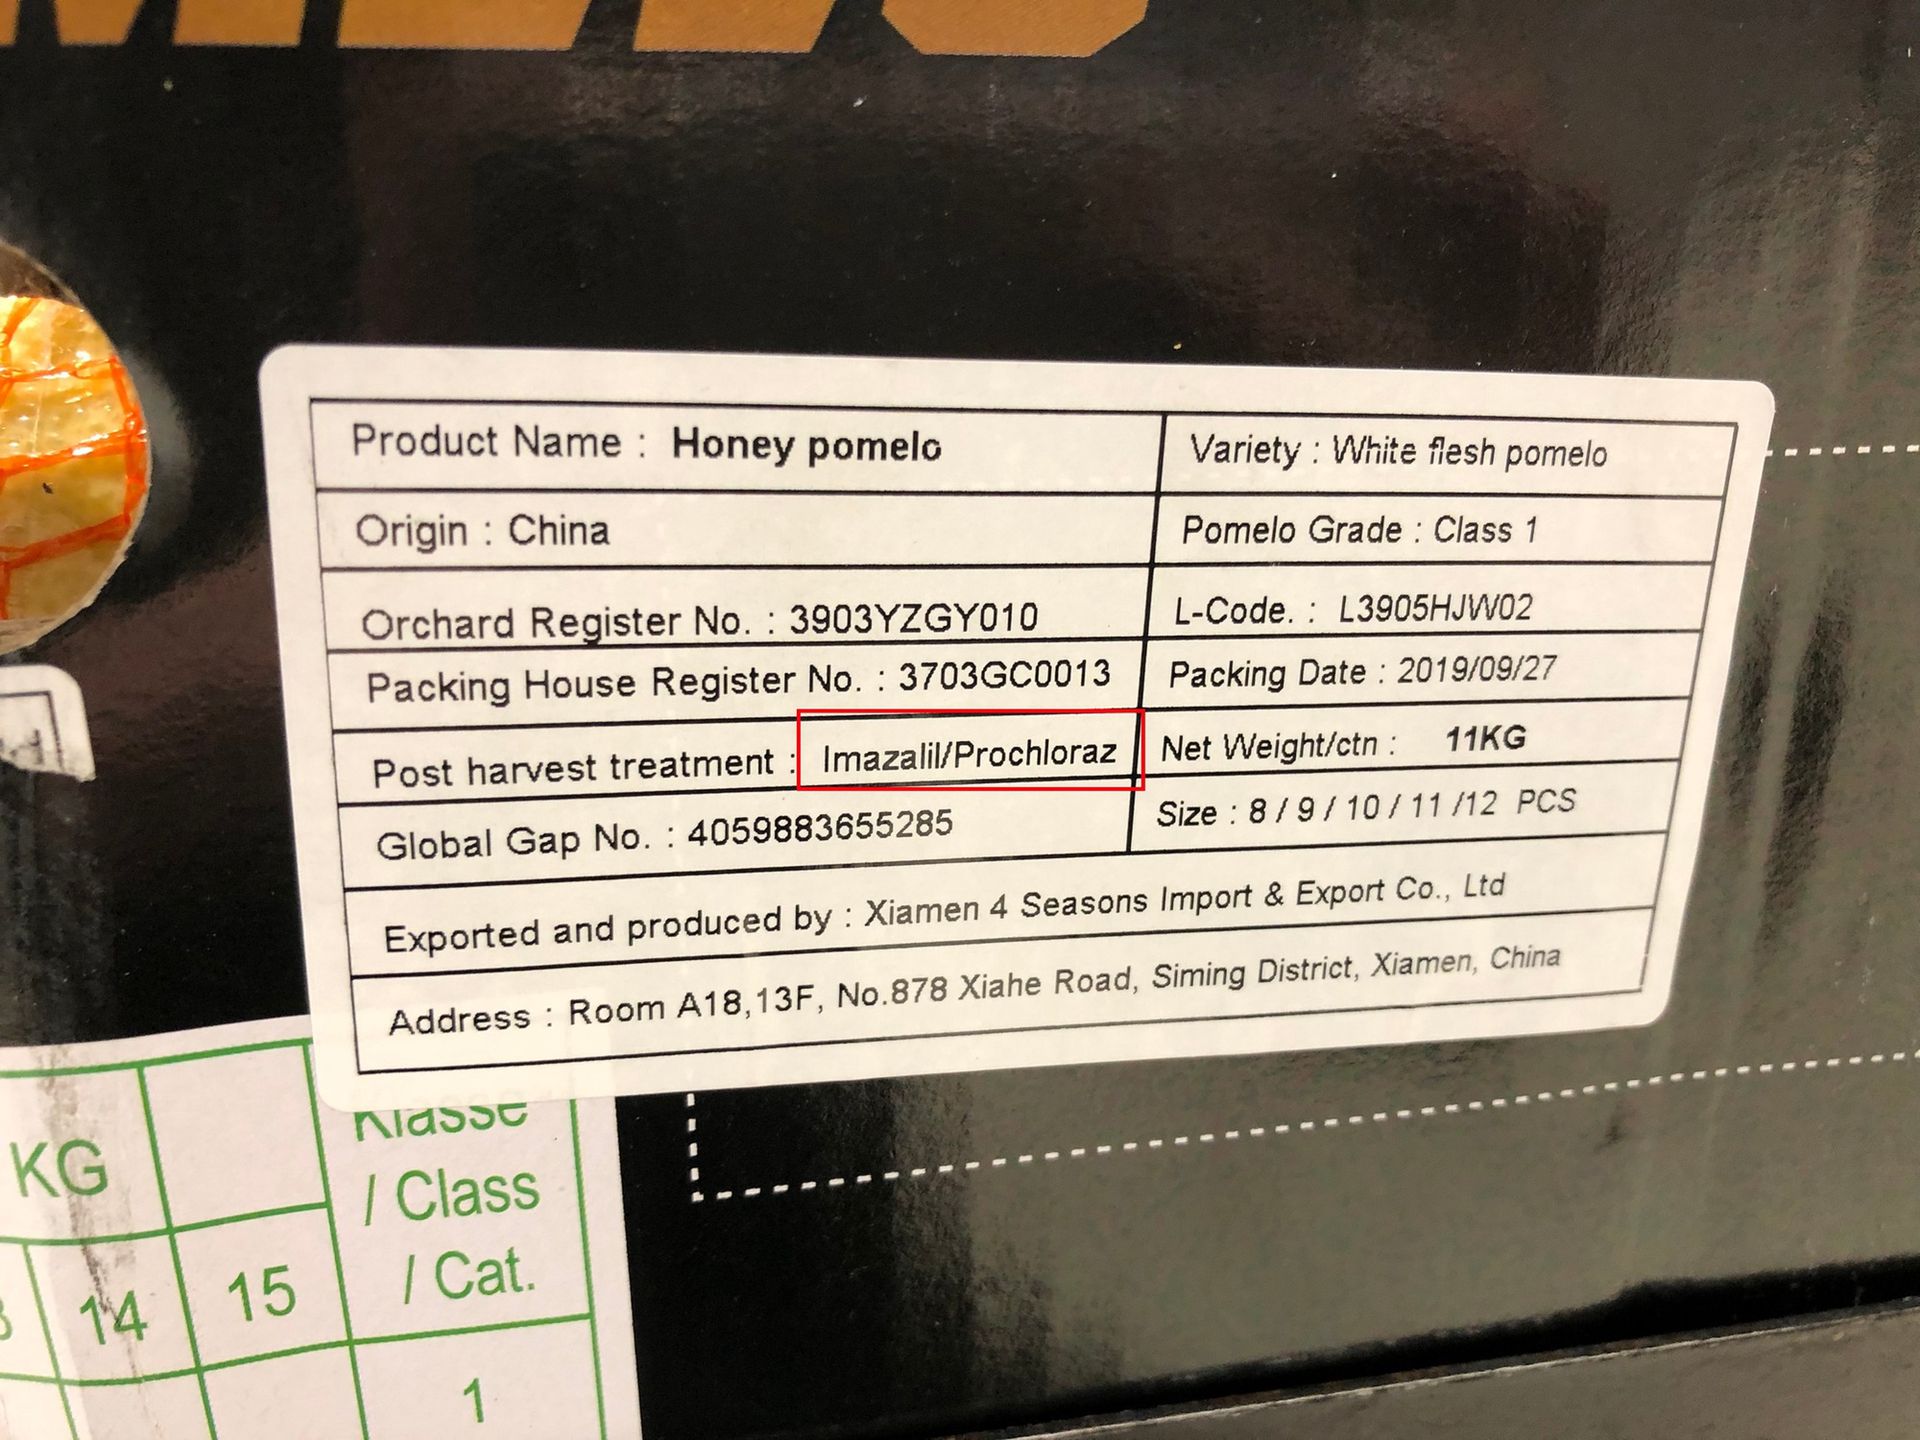 Product Name : Honey pomelo
Variety : White flesh pomelo
Origin : China
Pomelo Grade : Class 1
Orchard Register No. : 3903YZGY010
L-Code. : L3905HJW02
Packing House Register No. : 3703GC0013
Packing Date : 2019/09/27
Post harvest treatment : Imazalil/Prochloraz
Net Weight/ctn : 11KG
Global Gap No. : 4059883655285
Size : 8 / 9 / 10 / 11 /12 PCS
Exported and produced by : Xiamen 4 Seasons Import & Export Co., Ltd
Address : Room A18,13F, No.878 Xiahe Road, Siming District, Xiamen, China
Klasse
KG
/ Class
/ Cat.
14
15
1